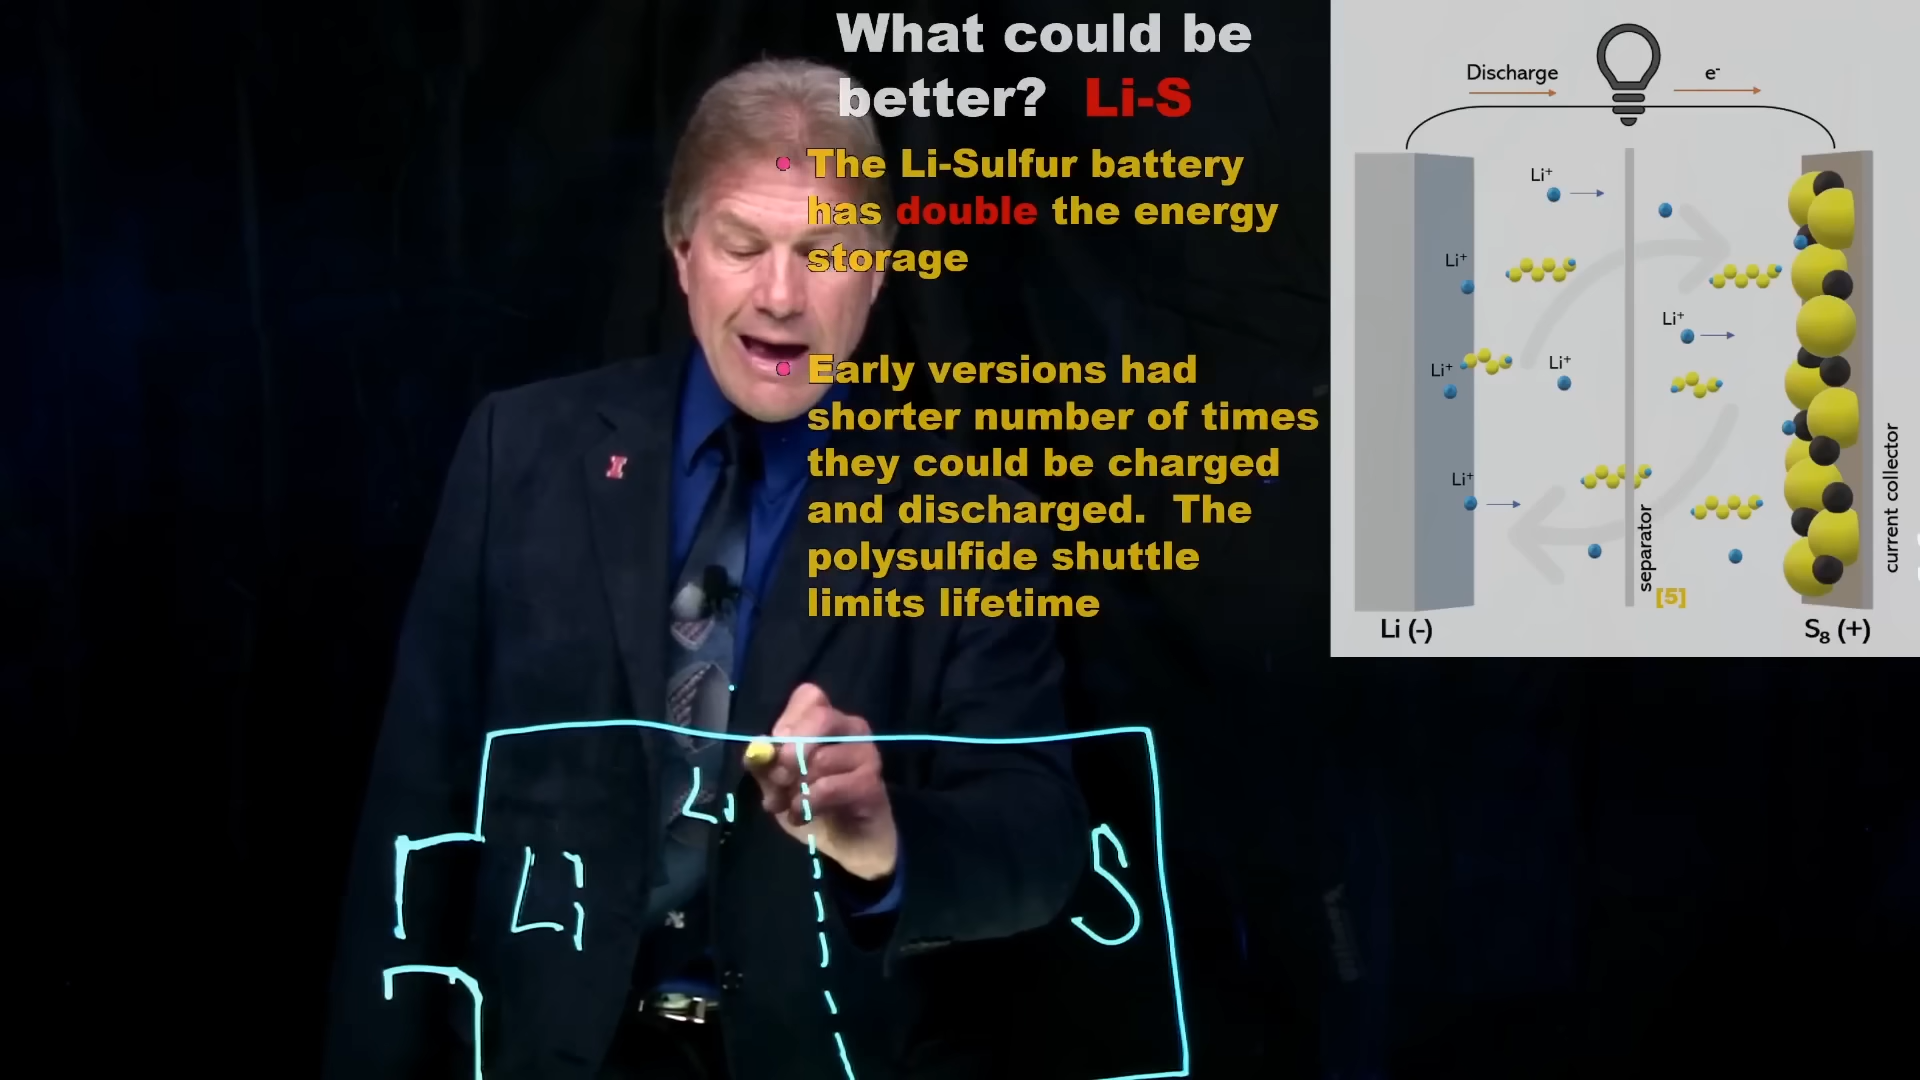 What could be
better? Li-S
• The Li-Sulfur battery
has double the energy
storage
• Early versions had
shorter number of times
they could be charged
and discharged. The
polysulfide shuttle
limits lifetime
Discharge
e⁻
Li⁺
Li⁺
Li⁺
Li⁺
Li⁺
Li⁺
separator
current collector
[5]
Li (-)
S₈ (+)
I
Li
Li
S